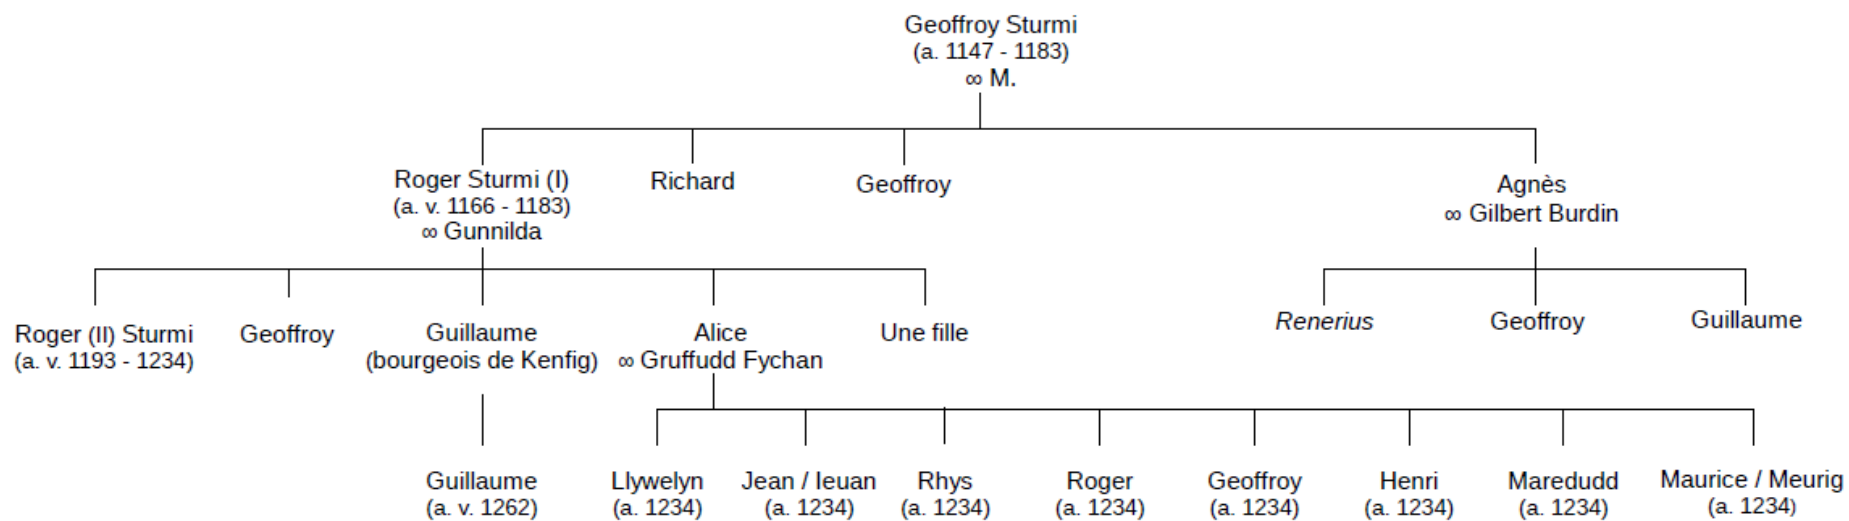 Geoffroy Sturmi
(a. 1147 - 1183)
∞ M.
Roger Sturmi (I)
(a. v. 1166 - 1183)
∞ Gunnilda
Richard
Geoffroy
Agnès
∞ Gilbert Burdin
Roger (II) Sturmi
(a. v. 1193 - 1234)
Geoffroy
Guillaume
(bourgeois de Kenfig)
Alice
∞ Gruffudd Fychan
Une fille
Renerius
Geoffroy
Guillaume
Guillaume
(a. v. 1262)
Llywelyn
(a. 1234)
Jean / Ieuan
(a. 1234)
Rhys
(a. 1234)
Roger
(a. 1234)
Geoffroy
(a. 1234)
Henri
(a. 1234)
Maredudd
(a. 1234)
Maurice / Meurig
(a. 1234)